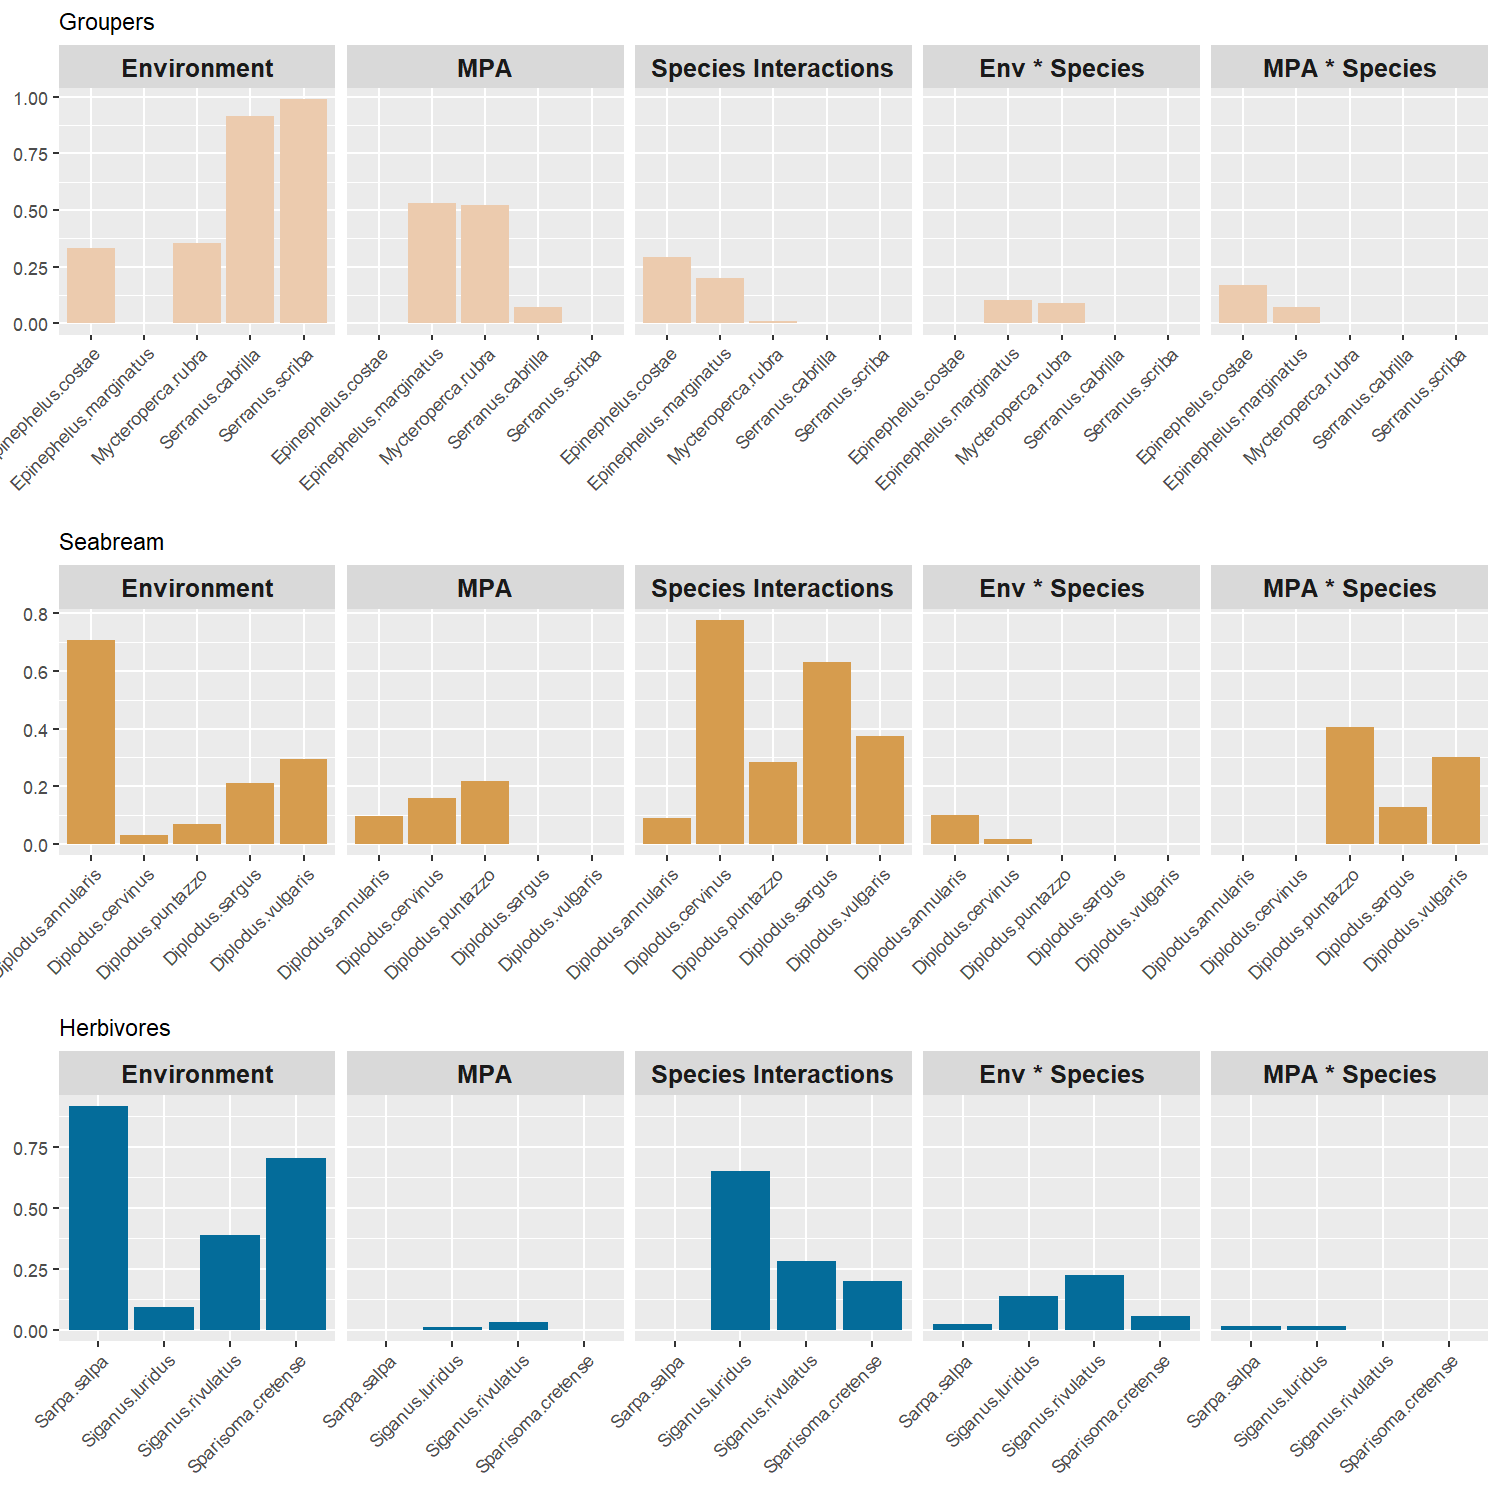 Groupers
Environment MPA Species Interactions Env * Species MPA * Species
1.00
0.75
0.50
0.25
0.00
Epinephelus.marginatus Mycteroperca.rubra Serranus.cabrilla Serranus.scriba Epinephelus.costae Epinephelus.marginatus Mycteroperca.rubra Serranus.cabrilla Serranus.scriba Epinephelus.costae Epinephelus.marginatus Mycteroperca.rubra Serranus.cabrilla Serranus.scriba Epinephelus.costae Epinephelus.marginatus Mycteroperca.rubra Serranus.cabrilla Serranus.scriba Epinephelus.costae Epinephelus.marginatus Mycteroperca.rubra Serranus.cabrilla Serranus.scriba
Seabream
Environment MPA Species Interactions Env * Species MPA * Species
0.8
0.6
0.4
0.2
0.0
Diplodus.annularis Diplodus.cervinus Diplodus.puntazzo Diplodus.sargus Diplodus.vulgaris Diplodus.annularis Diplodus.cervinus Diplodus.puntazzo Diplodus.sargus Diplodus.vulgaris Diplodus.annularis Diplodus.cervinus Diplodus.puntazzo Diplodus.sargus Diplodus.vulgaris Diplodus.annularis Diplodus.cervinus Diplodus.puntazzo Diplodus.sargus Diplodus.vulgaris Diplodus.annularis Diplodus.cervinus Diplodus.puntazzo Diplodus.sargus Diplodus.vulgaris
Herbivores
Environment MPA Species Interactions Env * Species MPA * Species
0.75
0.50
0.25
0.00
Sarpa.salpa Siganus.luridus Siganus.rivulatus Sparisoma.cretense Sarpa.salpa Siganus.luridus Siganus.rivulatus Sparisoma.cretense Sarpa.salpa Siganus.luridus Siganus.rivulatus Sparisoma.cretense Sarpa.salpa Siganus.luridus Siganus.rivulatus Sparisoma.cretense Sarpa.salpa Siganus.luridus Siganus.rivulatus Sparisoma.cretense